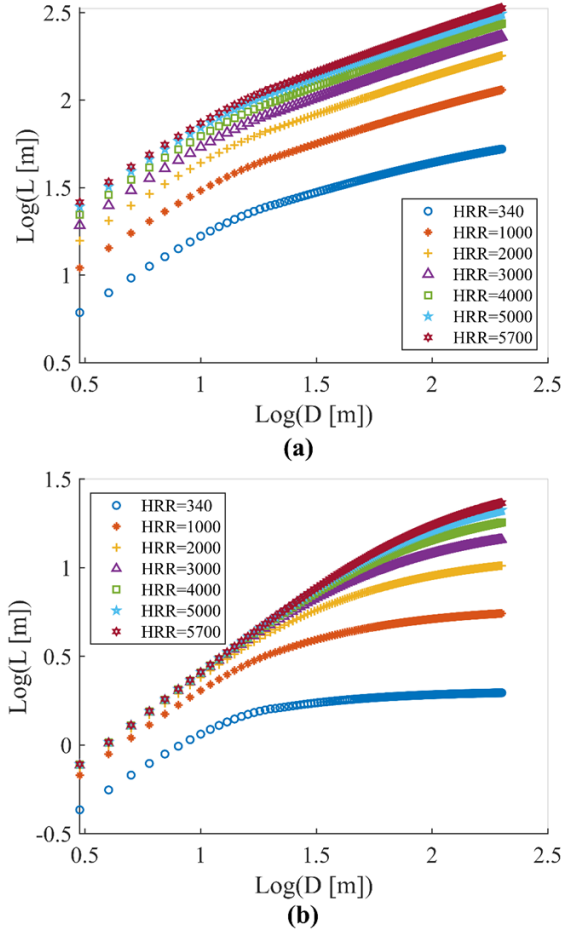 2.5
2
1.5
1
0.5
Log(L [m])
HRR=340
HRR=1000
HRR=2000
HRR=3000
HRR=4000
HRR=5000
HRR=5700
0.5 1 1.5 2 2.5
Log(D [m])
(a)
1.5
1
0.5
0
-0.5
Log(L [m])
HRR=340
HRR=1000
HRR=2000
HRR=3000
HRR=4000
HRR=5000
HRR=5700
0.5 1 1.5 2 2.5
Log(D [m])
(b)